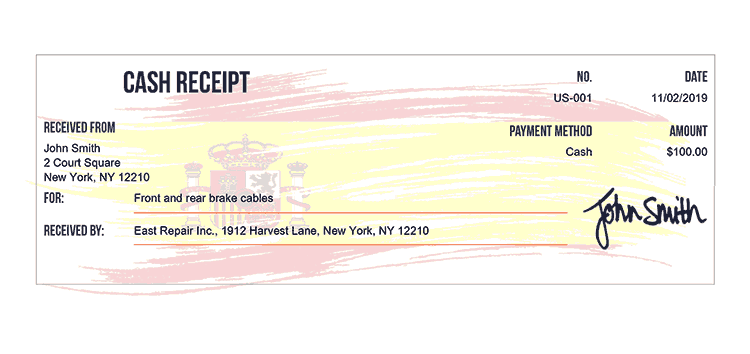 CASH RECEIPT
NO.
DATE
US-001
11/02/2019
RECEIVED FROM
PAYMENT METHOD
AMOUNT
John Smith
Cash
$100.00
2 Court Square
New York, NY 12210
FOR:
Front and rear brake cables
John Smith
RECEIVED BY:
East Repair Inc., 1912 Harvest Lane, New York, NY 12210